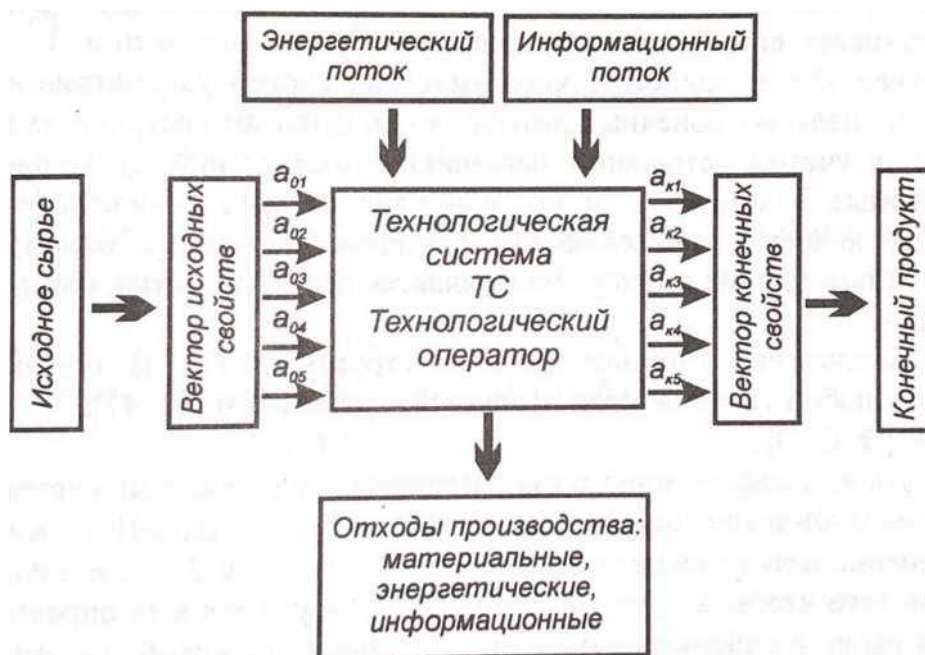 Энергетический
поток
Информационный
поток
Исходное сырье
Вектор исходных
свойств
a01
a02
a03
a04
a05
Технологическая
система
ТС
Технологический
оператор
aк1
aк2
aк3
aк4
aк5
Вектор конечных
свойств
Конечный продукт
Отходы производства:
материальные,
энергетические,
информационные